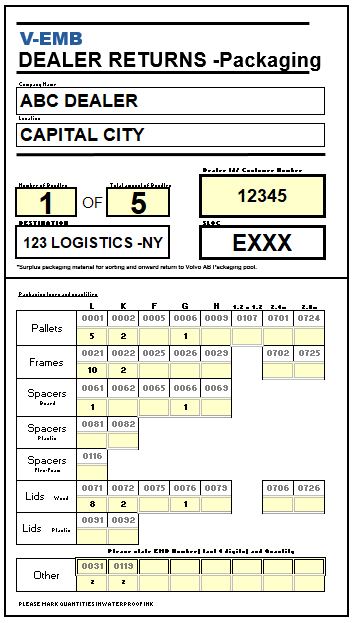 V-EMB
DEALER RETURNS -Packaging
Company Name
ABC DEALER
Location
CAPITAL CITY
Dealer Id/ Customer Number
12345
Number of Bundles Total amount of Bundles
1 OF 5
DESTINATION SLOC
123 LOGISTICS -NY EXXX
*Surplus packaging material for sorting and onward return to Volvo AB Packaging pool.
Packaging types and quantities
L K F G H 1.2 x 1.2 2.4m 2.8m
0001 0002 0005 0006 0009 0107 0701 0724
Pallets
5 2 1
0021 0022 0025 0026 0029 0702 0725
Frames
10 2
0061 0062 0065 0066 0069
Spacers
Board
1 1
0081 0082
Spacers
Plastic
0116
Spacers
0071 0072 0075 0076 0079 0706 0726
Lids Wood
8 2 1
0091 0092
Lids Plastic
Please state EMB Number( last 4 digits) and Quantity
0031 0119
Other
2 2
PLEASE MARK QUANTITIES IN WATERPROOF INK